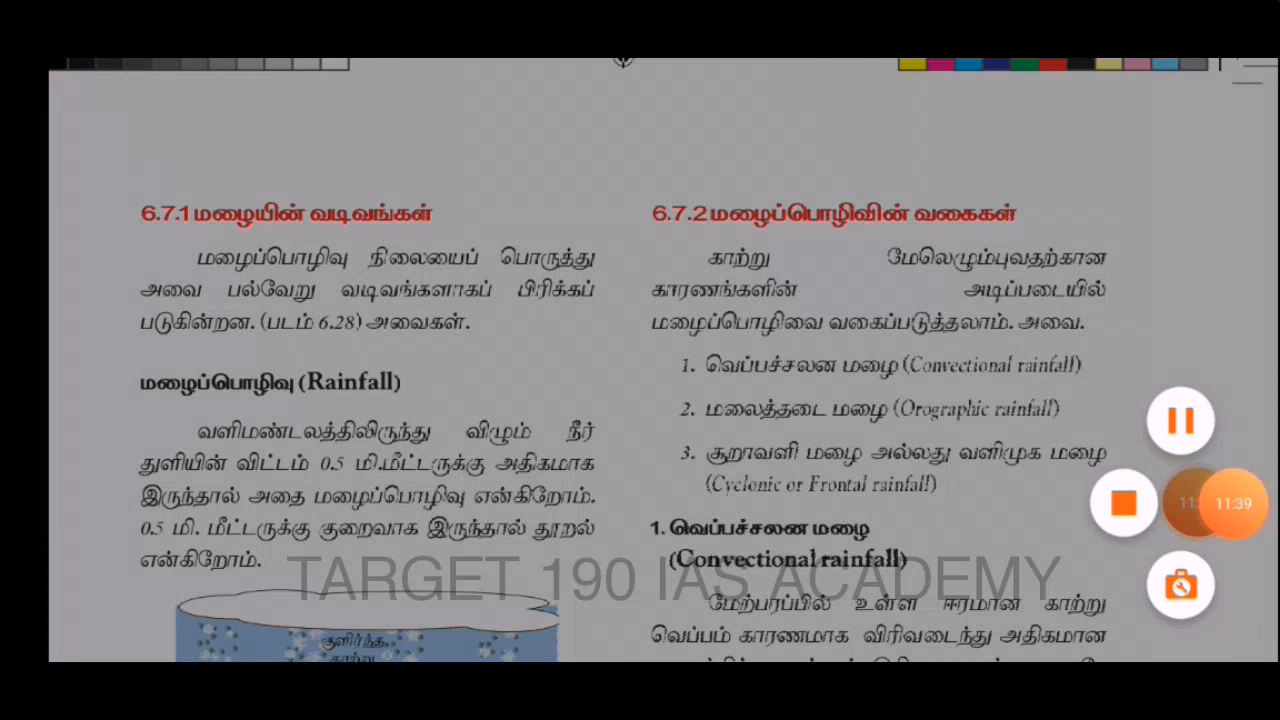 6.7.1 மழையின் வடிவங்கள்
மழைப்பொழிவு நிலையைப் பொருத்து
அவை பல்வேறு வடிவங்களாகப் பிரிக்கப்
படுகின்றன. (படம் 6.28) அவைகள்.
மழைப்பொழிவு (Rainfall)
வளிமண்டலத்திலிருந்து விழும் நீர்
துளியின் விட்டம் 0.5 மி.மீட்டருக்கு அதிகமாக
இருந்தால் அதை மழைப்பொழிவு என்கிறோம்.
0.5 மி. மீட்டருக்கு குறைவாக இருந்தால் தூறல்
என்கிறோம்.
குளிர்ந்த
காற்று
6.7.2 மழைப்பொழிவின் வகைகள்
காற்று மேலெழும்புவதற்கான
காரணங்களின் அடிப்படையில்
மழைப்பொழிவை வகைப்படுத்தலாம். அவை.
1. வெப்பச்சலன மழை (Convectional rainfall)
2. மலைத்தடை மழை (Orographic rainfall)
3. சூறாவளி மழை அல்லது வளிமுக மழை
(Cyclonic or Frontal rainfall)
1. வெப்பச்சலன மழை
(Convectional rainfall)
மேற்பரப்பில் உள்ள ஈரமான காற்று
வெப்பம் காரணமாக விரிவடைந்து அதிகமான
TARGET 190 IAS ACADEMY
11:39